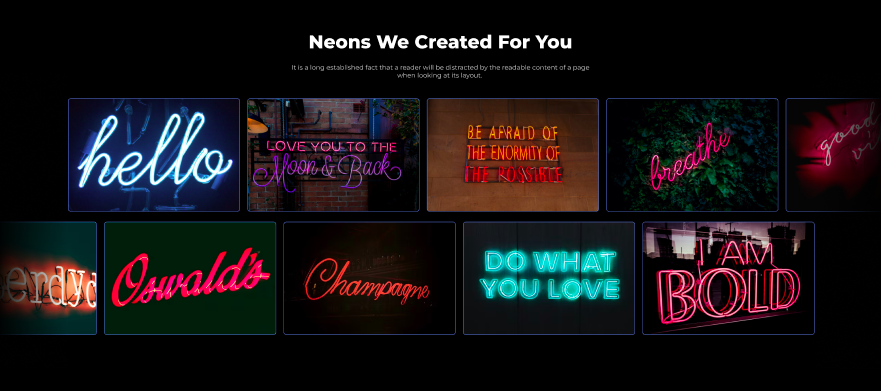 Neons We Created For You
It is a long established fact that a reader will be distracted by the readable content of a page
when looking at its layout.
hello
LOVE YOU TO THE
Moon & Back
BE AFRAID OF
THE ENORMITY OF
THE POSSIBLE
breathe
good
Oswald's
Champagne
DO WHAT
YOU LOVE
I AM
BOLD